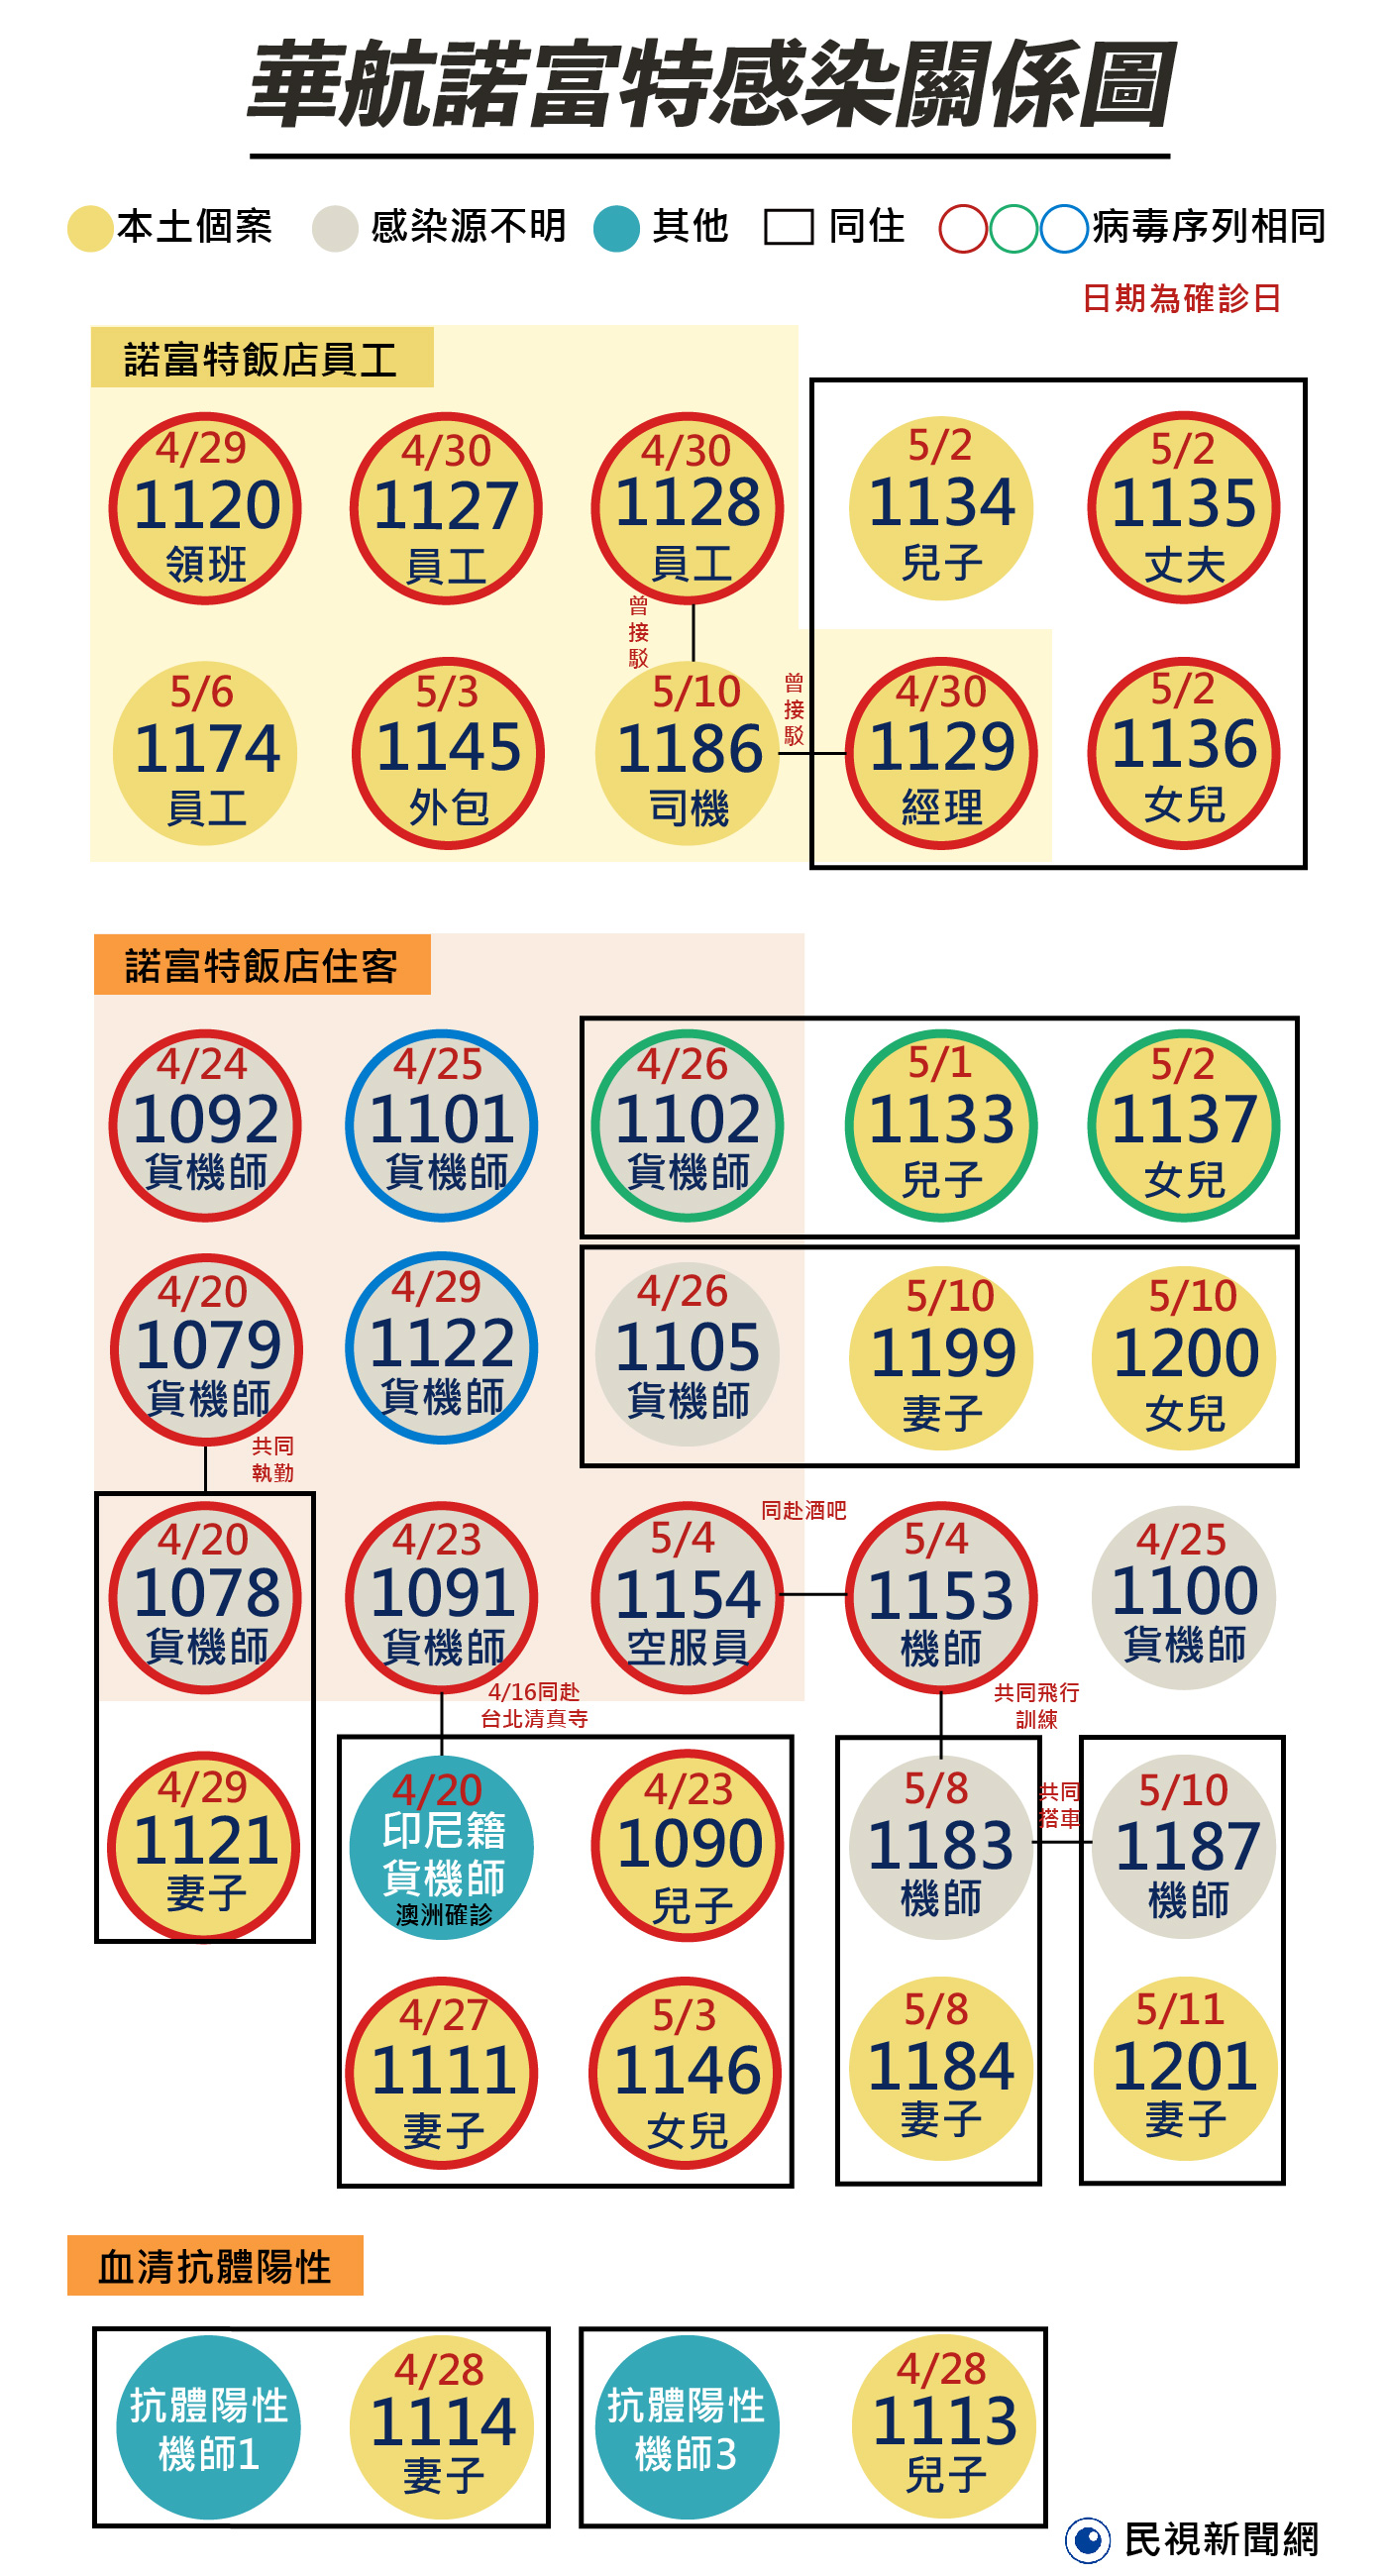 華航諾富特感染關係圖
本土個案 感染源不明 其他 同住 病毒序列相同
日期為確診日
諾富特飯店員工
4/29
1120
領班
4/30
1127
員工
4/30
1128
員工
5/2
1134
兒子
5/2
1135
丈夫
曾
接
駁
5/6
1174
員工
5/3
1145
外包
5/10
1186
司機
曾
接
駁
4/30
1129
經理
5/2
1136
女兒
諾富特飯店住客
4/24
1092
貨機師
4/25
1101
貨機師
4/26
1102
貨機師
5/1
1133
兒子
5/2
1137
女兒
4/20
1079
貨機師
4/29
1122
貨機師
4/26
1105
貨機師
5/10
1199
妻子
5/10
1200
女兒
共同
執勤
4/20
1078
貨機師
4/23
1091
貨機師
5/4
1154
空服員
同赴酒吧
5/4
1153
機師
4/25
1100
貨機師
4/16同赴
台北清真寺
共同飛行
訓練
4/29
1121
妻子
4/20
印尼籍
貨機師
澳洲確診
4/23
1090
兒子
5/8
1183
機師
共同
搭車
5/10
1187
機師
4/27
1111
妻子
5/3
1146
女兒
5/8
1184
妻子
5/11
1201
妻子
血清抗體陽性
抗體陽性
機師1
4/28
1114
妻子
抗體陽性
機師3
4/28
1113
兒子
民視新聞網